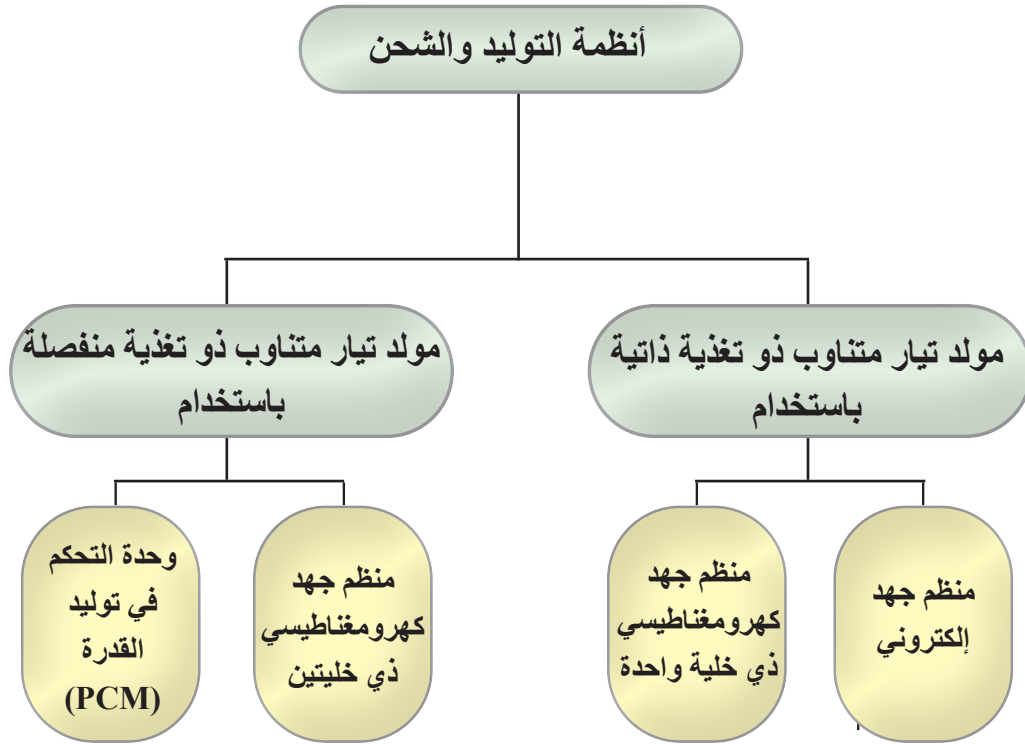 أنظمة التوليد والشحن
مولد تيار متناوب ذو تغذية ذاتية
باستخدام
مولد تيار متناوب ذو تغذية منفصلة
باستخدام
منظم جهد
إلكتروني
منظم جهد
كهرومغناطيسي
ذي خلية واحدة
منظم جهد
كهرومغناطيسي
ذي خليتين
وحدة التحكم
في توليد
القدرة
(PCM)